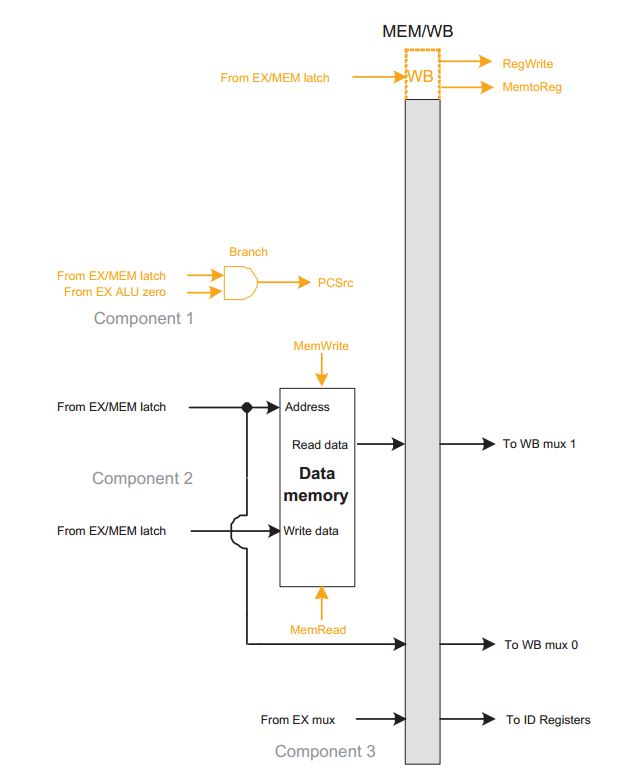 MEM/WB
RegWrite
From EX/MEM latch
WB
MemtoReg
Branch
From EX/MEM latch
From EX ALU zero
PCSrc
Component 1
MemWrite
From EX/MEM latch
Address
Read data
To WB mux 1
Component 2
Data
memory
From EX/MEM latch
Write data
MemRead
To WB mux 0
From EX mux
To ID Registers
Component 3